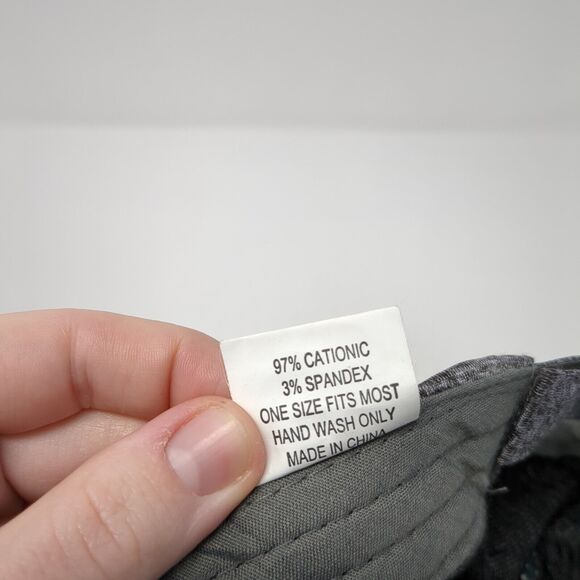 97% CATIONIC
3% SPANDEX
ONE SIZE FITS MOST
HAND WASH ONLY
MADE IN CHINA